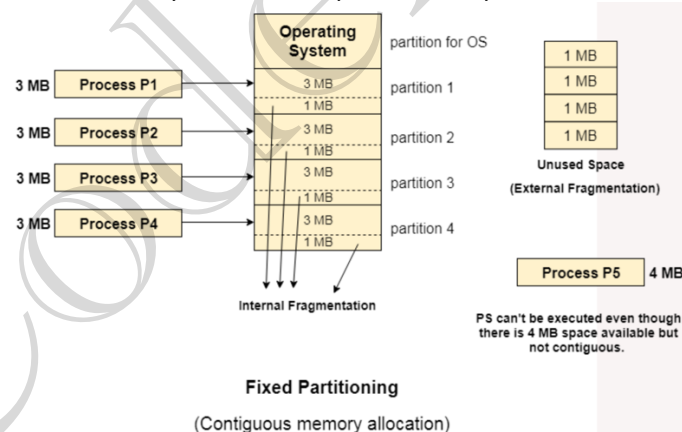 Operating
System
partition for OS
3 MB
Process P1
3 MB
1 MB
partition 1
3 MB
Process P2
3 MB
1 MB
partition 2
3 MB
Process P3
3 MB
1 MB
partition 3
3 MB
Process P4
3 MB
1 MB
partition 4
Internal Fragmentation
1 MB
1 MB
1 MB
1 MB
Unused Space
(External Fragmentation)
Process P5
4 MB
PS can't be executed even though
there is 4 MB space available but
not contiguous.
Fixed Partitioning
(Contiguous memory allocation)